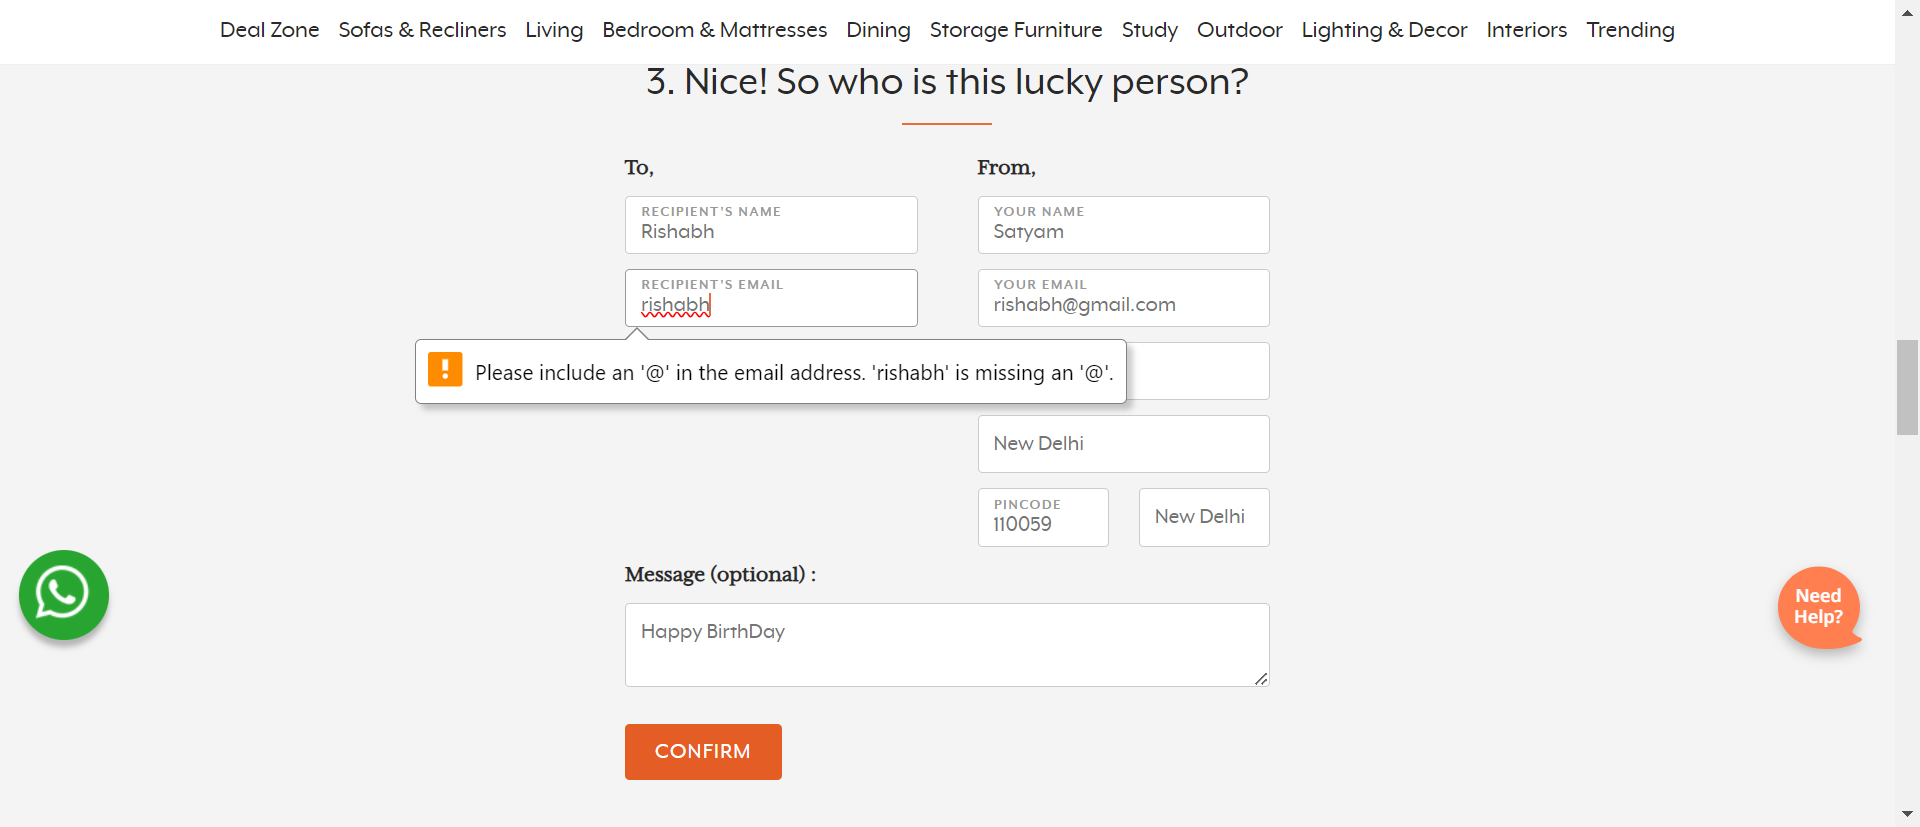 Deal Zone Sofas & Recliners Living Bedroom & Mattresses Dining Storage Furniture Study Outdoor Lighting & Decor Interiors Trending
3. Nice! So who is this lucky person?
To,
RECIPIENT'S NAME
Rishabh
RECIPIENT'S EMAIL
rishabh
Please include an '@' in the email address. 'rishabh' is missing an '@'.
From,
YOUR NAME
Satyam
YOUR EMAIL
rishabh@gmail.com
New Delhi
PINCODE
110059
New Delhi
Message (optional) :
Happy BirthDay
CONFIRM
Need
Help?